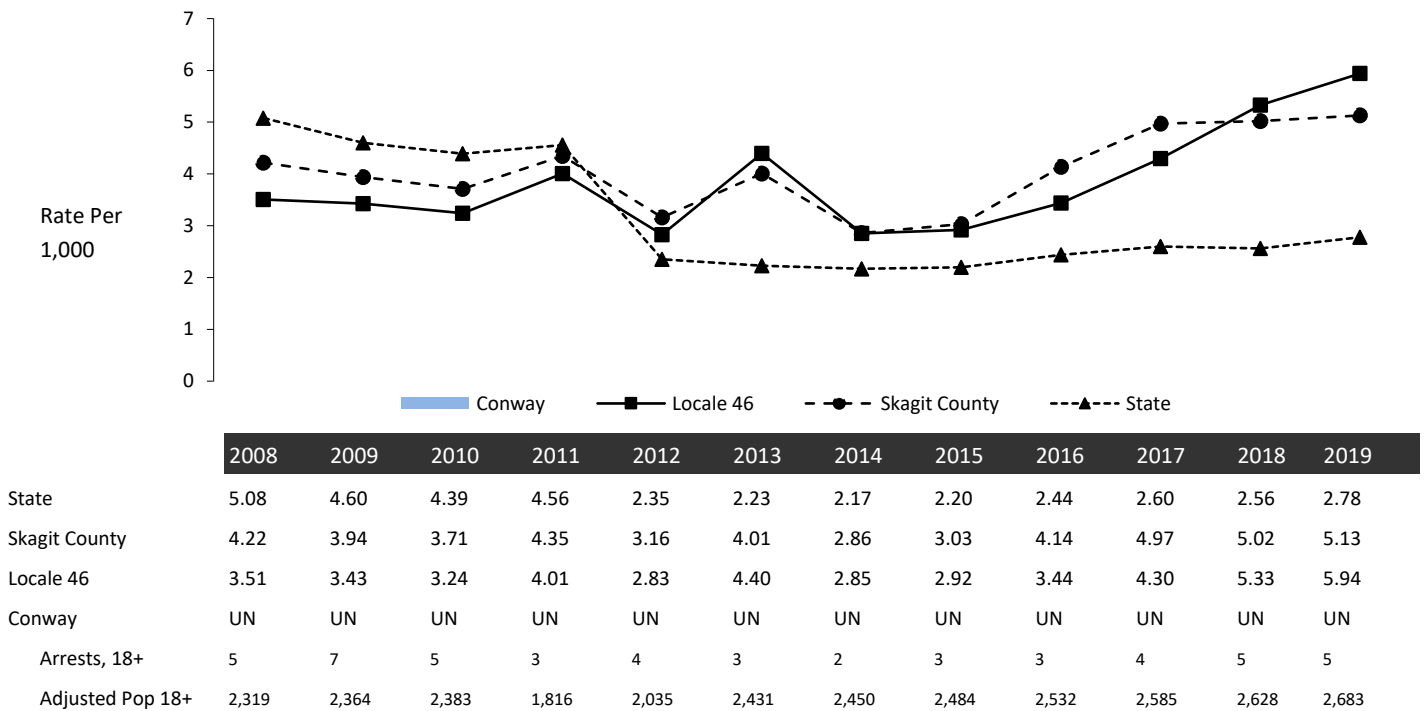 7
6
5
4
3
2
1
0
Rate Per
1,000
Conway Locale 46 Skagit County State
2008 2009 2010 2011 2012 2013 2014 2015 2016 2017 2018 2019
State 5.08 4.60 4.39 4.56 2.35 2.23 2.17 2.20 2.44 2.60 2.56 2.78
Skagit County 4.22 3.94 3.71 4.35 3.16 4.01 2.86 3.03 4.14 4.97 5.02 5.13
Locale 46 3.51 3.43 3.24 4.01 2.83 4.40 2.85 2.92 3.44 4.30 5.33 5.94
Conway UN UN UN UN UN UN UN UN UN UN UN UN
Arrests, 18+ 5 7 5 3 4 3 2 3 3 4 5 5
Adjusted Pop 18+ 2,319 2,364 2,383 1,816 2,035 2,431 2,450 2,484 2,532 2,585 2,628 2,683